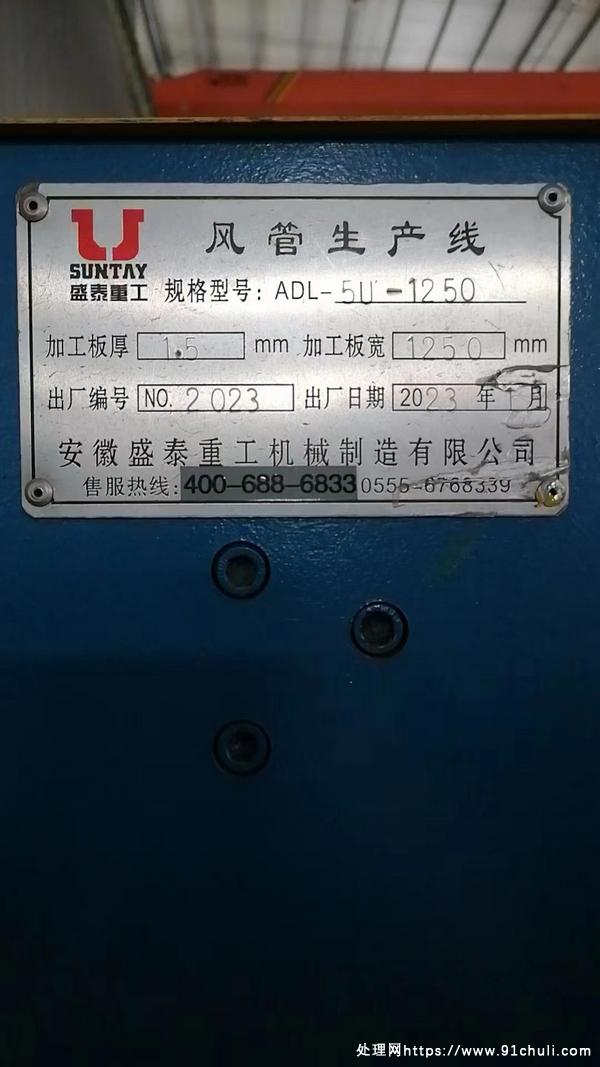 风管生产线
SUNTAY
盛泰重工
规格型号：ADL-5U-1250
加工板厚 1.5 mm 加工板宽 1250 mm
出厂编号 NO. 2023 出厂日期 2023 年 1 月
安徽盛泰重工机械制造有限公司
售服热线：400-688-6833 0555-6768339
处理网https://www.91chuli.com